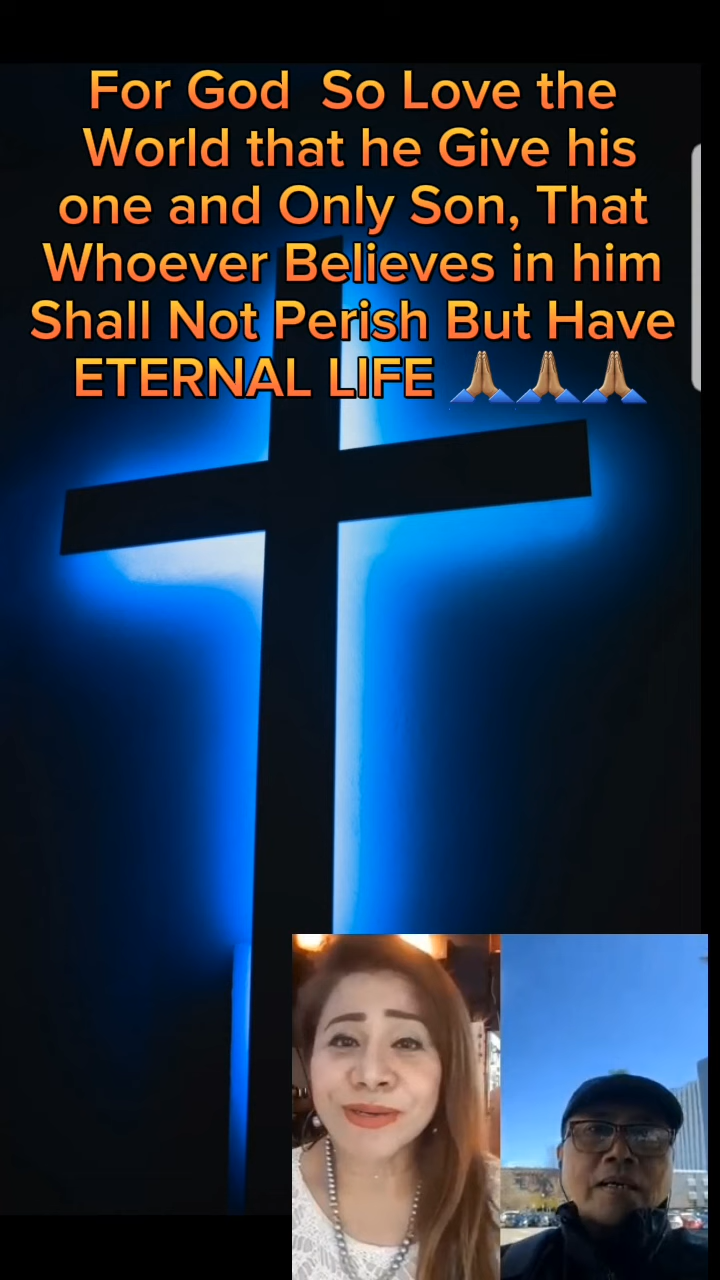 For God  So Love the
World that he Give his
one and Only Son, That
Whoever Believes in him
Shall Not Perish But Have
ETERNAL LIFE 🙏🏽🙏🏽🙏🏽